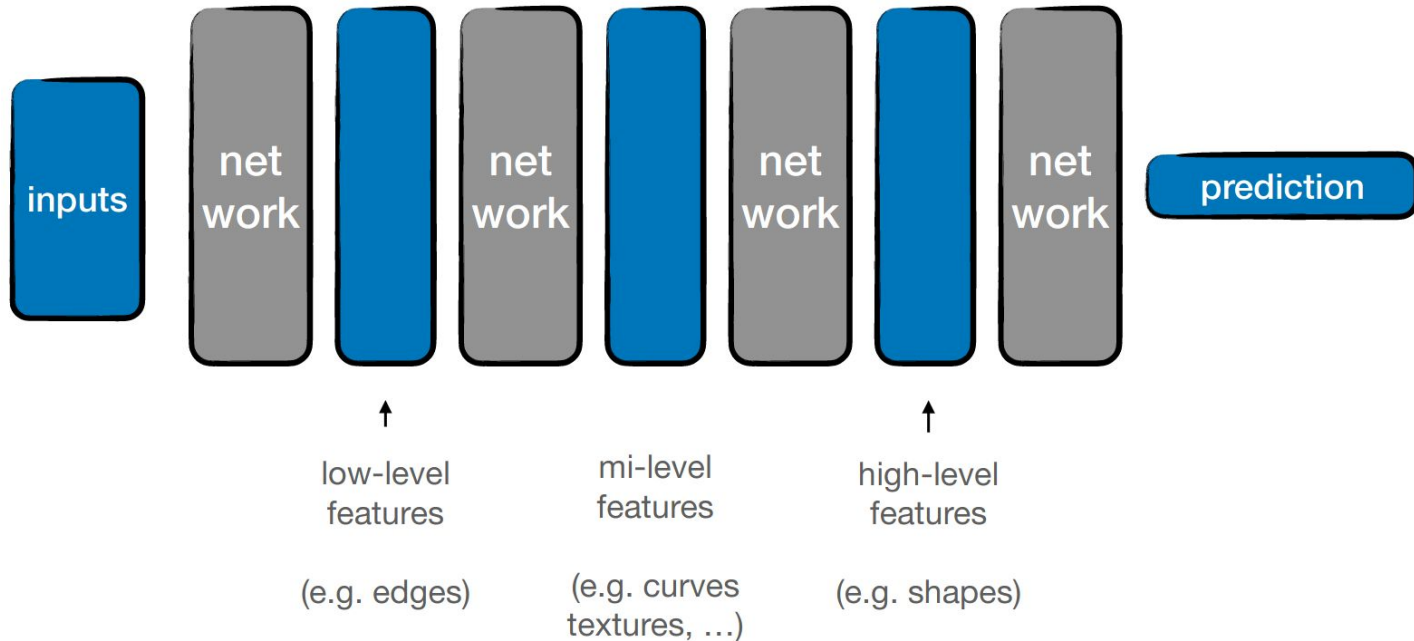 inputs
net
work
net
work
net
work
net
work
prediction
low-level
features
(e.g. edges)
mi-level
features
(e.g. curves
textures, …)
high-level
features
(e.g. shapes)